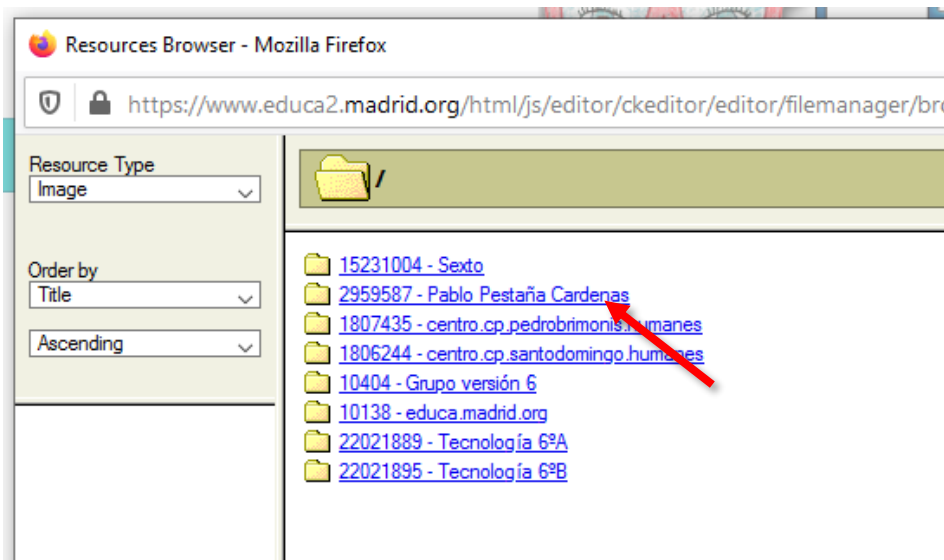 Resources Browser - Mozilla Firefox
https://www.educa2.madrid.org/html/js/editor/ckeditor/editor/filemanager/bro
Resource Type
Image
/
Order by
Title
Ascending
15231004 - Sexto
2959587 - Pablo Pestaña Cardenas
1807435 - centro.cp.pedrobrimonis.humanes
1806244 - centro.cp.santodomingo.humanes
10404 - Grupo versión 6
10138 - educa.madrid.org
22021889 - Tecnología 6ºA
22021895 - Tecnología 6ºB